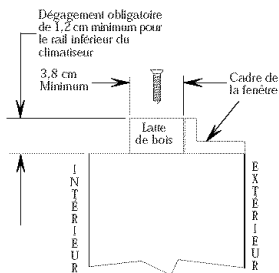 Dégagement obligatoire
de 1,2 cm minimum pour
le rail inférieur du
climatiseur
3,8 cm
Minimum
Cadre de
la fenêtre
Latte
de bois
INTÉRIEUR
EXTÉRIEUR